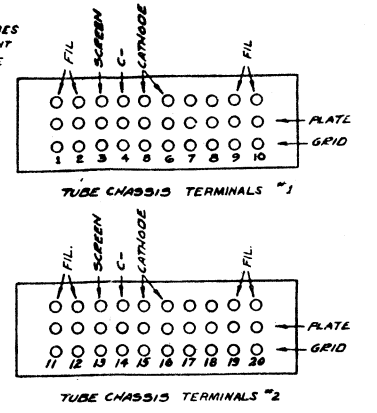 FIL SCREEN C- CATHODE FIL
PLATE
GRID
1 2 3 4 5 6 7 8 9 10
TUBE CHASSIS TERMINALS #1
FIL. SCREEN C- CATHODE FIL.
PLATE
GRID
11 12 13 14 15 16 17 18 19 20
TUBE CHASSIS TERMINALS #2